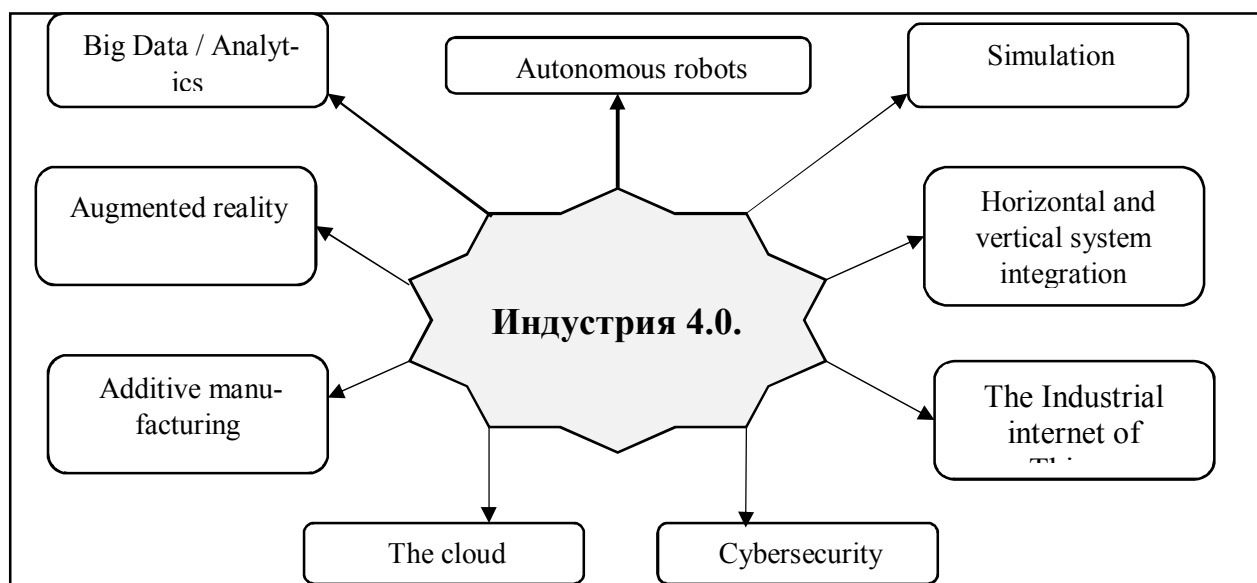 Big Data / Analyt-
ics
Autonomous robots
Simulation
Augmented reality
Horizontal and
vertical system
integration
Индустрия 4.0.
Additive manu-
facturing
The Industrial
internet of
The cloud
Cybersecurity